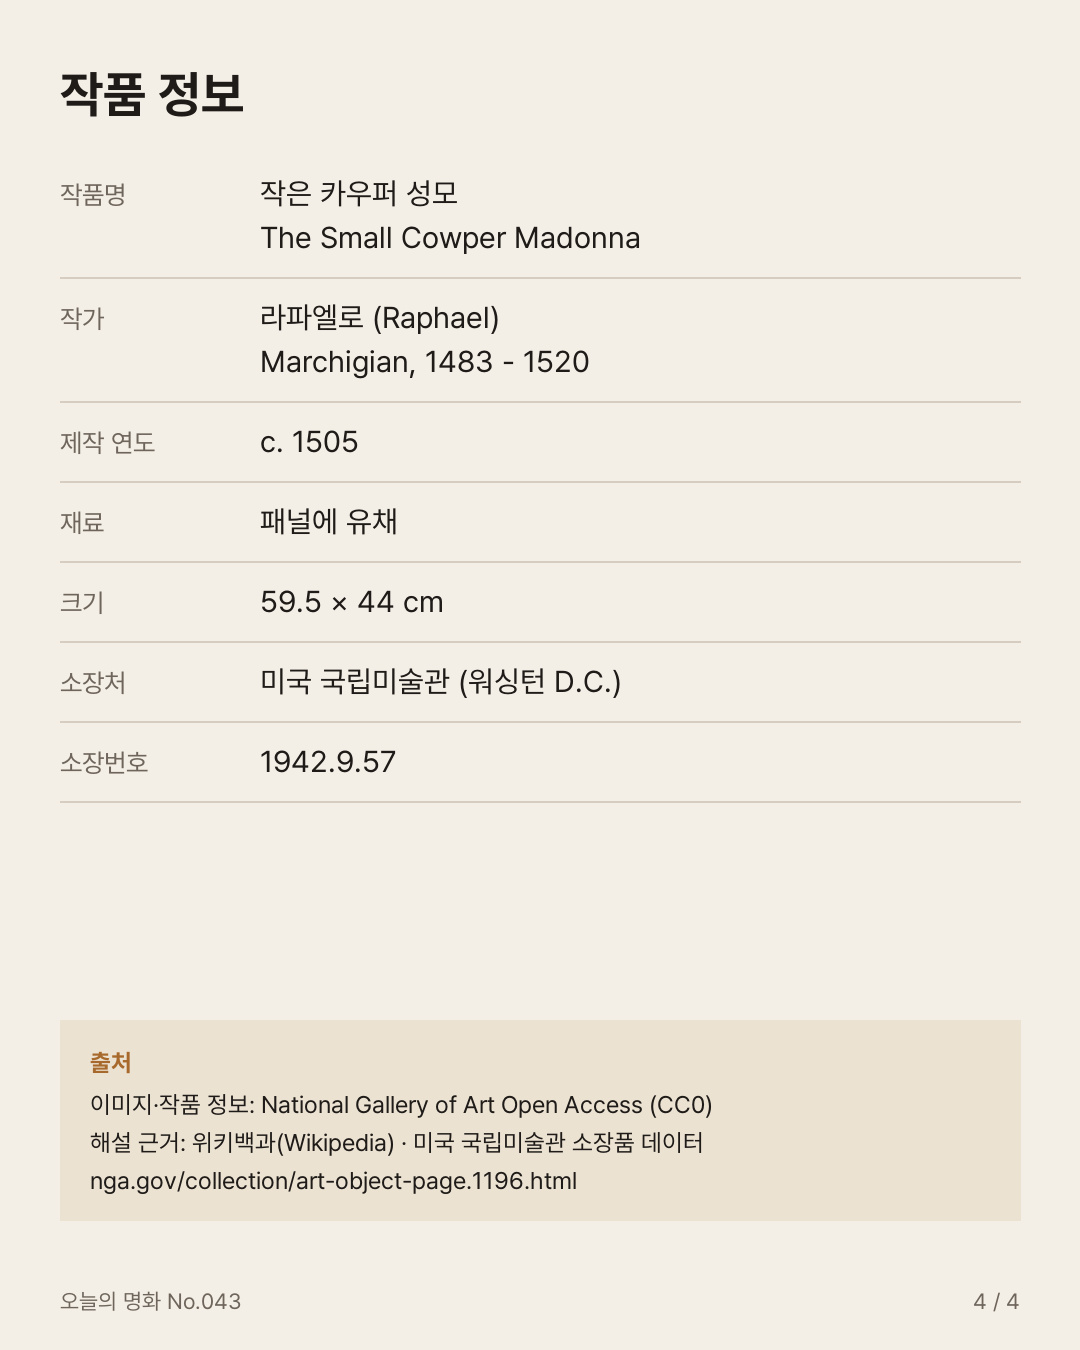 작품 정보
작품명
작은 카우퍼 성모
The Small Cowper Madonna
작가
라파엘로 (Raphael)
Marchigian, 1483 - 1520
제작 연도
c. 1505
재료
패널에 유채
크기
59.5 × 44 cm
소장처
미국 국립미술관 (워싱턴 D.C.)
소장번호
1942.9.57
출처
이미지·작품 정보: National Gallery of Art Open Access (CC0)
해설 근거: 위키백과(Wikipedia) · 미국 국립미술관 소장품 데이터
nga.gov/collection/art-object-page.1196.html
오늘의 명화 No.043
4 / 4